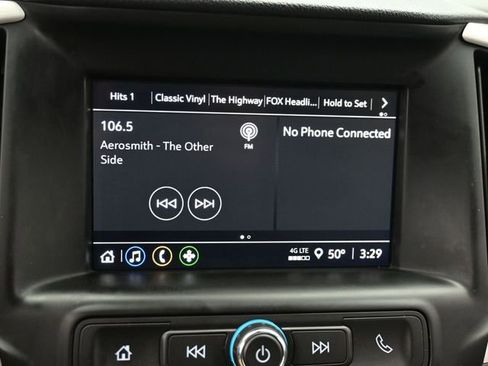 Hits 1 Classic Vinyl The Highway FOX Headli... Hold to Set
106.5
FM
Aerosmith - The Other
Side
No Phone Connected
4G LTE 50° 3:29